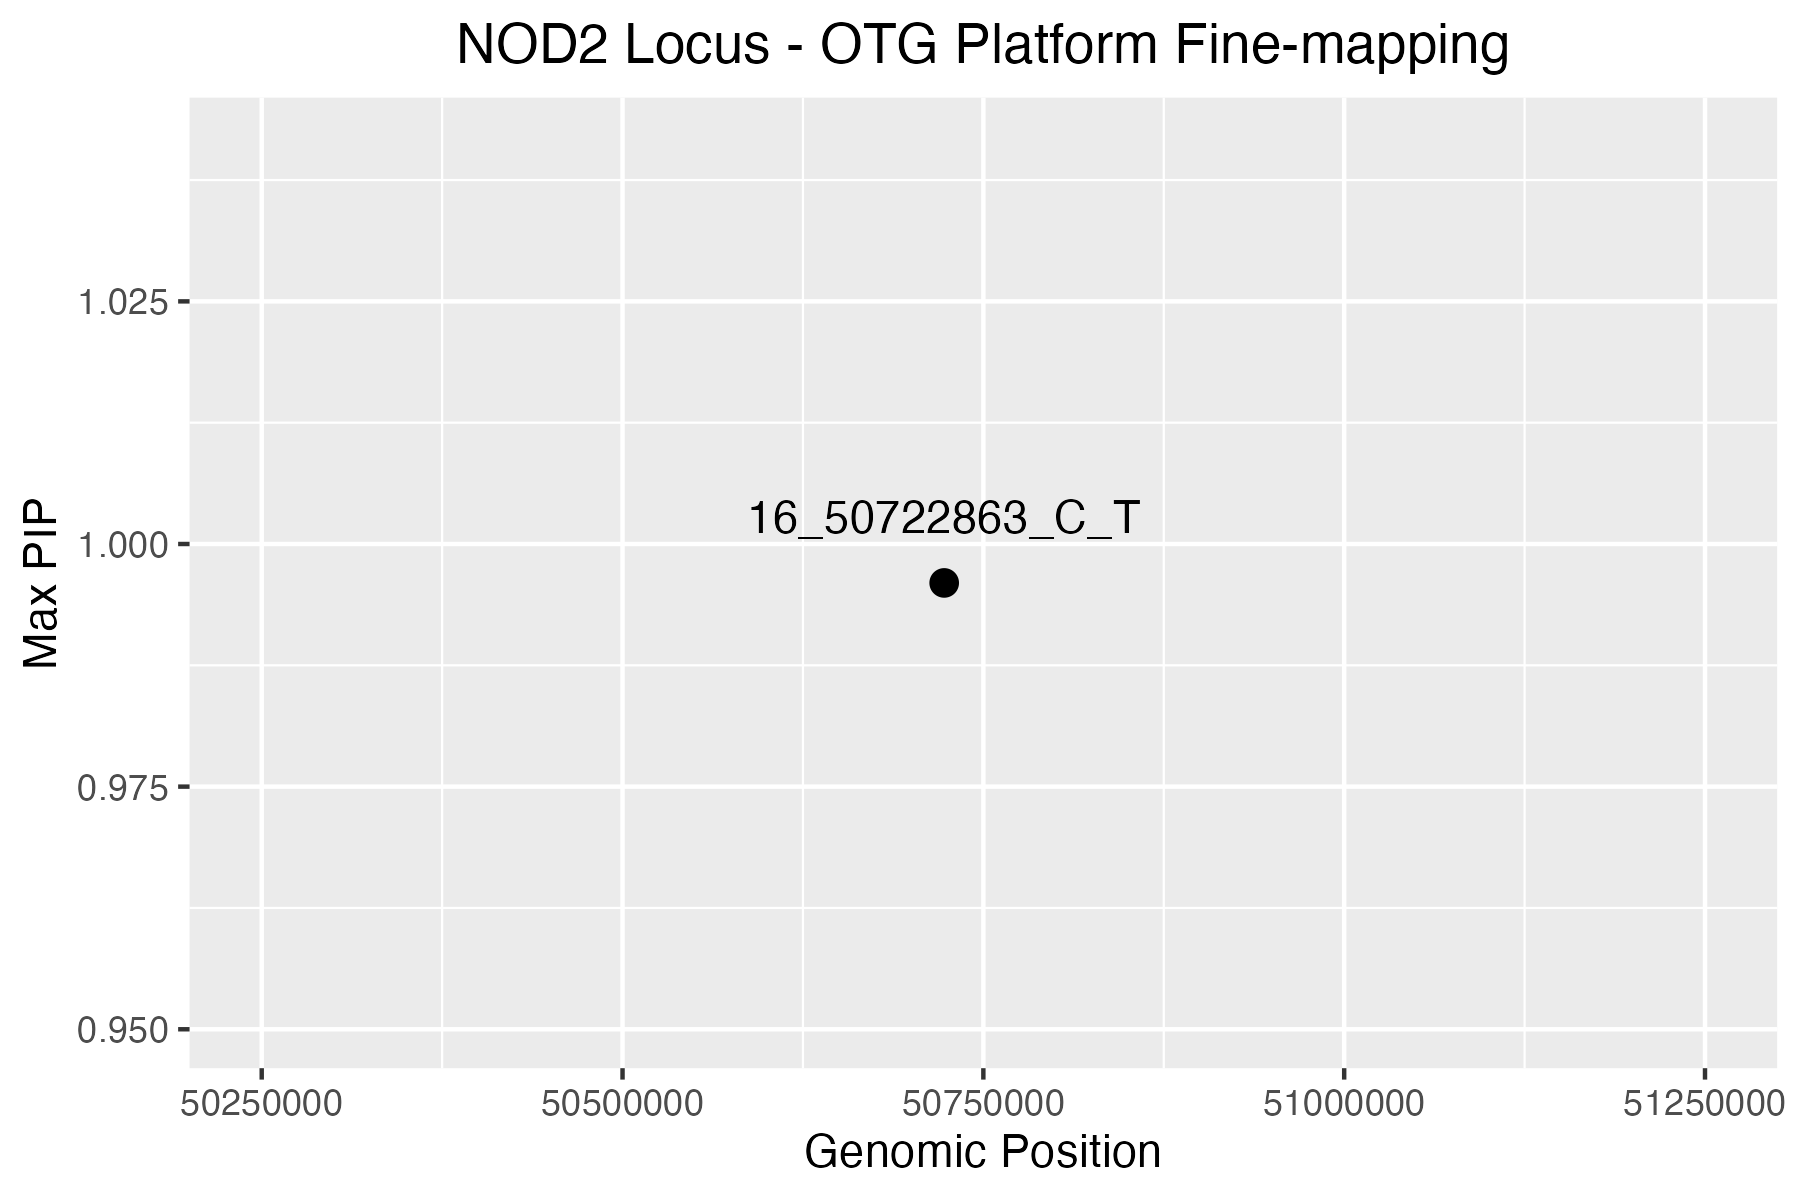 NOD2 Locus - OTG Platform Fine-mapping
Max PIP
1.025
1.000
0.975
0.950
16_50722863_C_T
50250000 50500000 50750000 51000000 51250000
Genomic Position